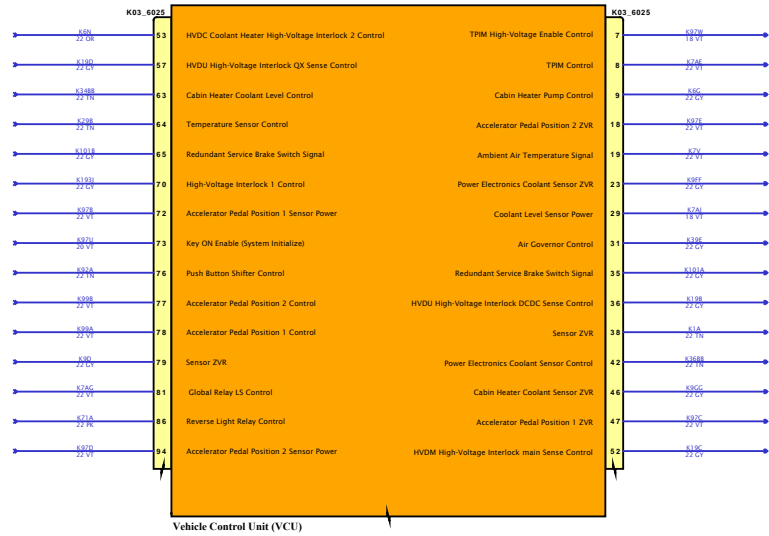 K03_6025 K03_6025
K6N 22 OR 53 HVDC Coolant Heater High-Voltage Interlock 2 Control TPIM High-Voltage Enable Control 7 K97W 18 VT
K19D 22 GY 57 HVDU High-Voltage Interlock QX Sense Control TPIM Control 8 K7AE 22 VT
K34BB 22 TN 63 Cabin Heater Coolant Level Control Cabin Heater Pump Control 9 K6G 22 GY
K29B 22 TN 64 Temperature Sensor Control Accelerator Pedal Position 2 ZVR 18 K97E 22 VT
K101B 22 GY 65 Redundant Service Brake Switch Signal Ambient Air Temperature Signal 19 K7V 22 VT
K193J 22 GY 70 High-Voltage Interlock 1 Control Power Electronics Coolant Sensor ZVR 23 K9FF 22 GY
K97B 22 VT 72 Accelerator Pedal Position 1 Sensor Power Coolant Level Sensor Power 29 K7AJ 18 VT
K97U 20 VT 73 Key ON Enable (System Initialize) Air Governor Control 31 K39E 22 GY
K92A 22 TN 76 Push Button Shifter Control Redundant Service Brake Switch Signal 35 K101A 22 GY
K99B 22 VT 77 Accelerator Pedal Position 2 Control HVDU High-Voltage Interlock DCDC Sense Control 36 K19B 22 GY
K99A 22 VT 78 Accelerator Pedal Position 1 Control Sensor ZVR 38 K1A 22 TN
K9D 22 GY 79 Sensor ZVR Power Electronics Coolant Sensor Control 42 K36BB 22 TN
K7AG 22 VT 81 Global Relay LS Control Cabin Heater Coolant Sensor ZVR 46 K9GG 22 GY
K71A 22 PK 86 Reverse Light Relay Control Accelerator Pedal Position 1 ZVR 47 K97C 22 VT
K97D 22 VT 94 Accelerator Pedal Position 2 Sensor Power HVDM High-Voltage Interlock main Sense Control 52 K19C 22 GY
Vehicle Control Unit (VCU)